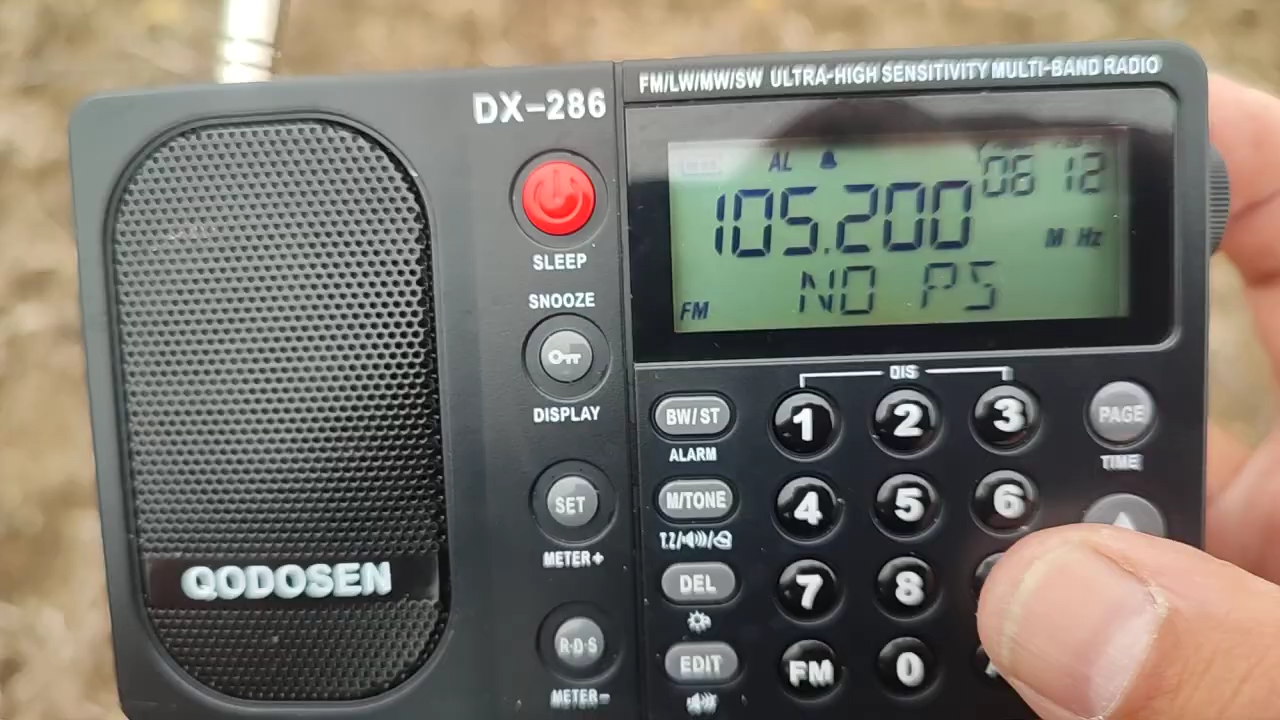 FM/LW/MW/SW ULTRA-HIGH SENSITIVITY MULTI-BAND RADIO
DX-286
AL
06 12
105.200
M Hz
NO PS
FM
SLEEP
SNOOZE
DISPLAY
SET
METER+
R·D·S
METER-
QODOSEN
DIS
BW/ST
1
2
3
PAGE
ALARM
TIME
M/TONE
4
5
6
T.Z/
DEL
7
8
EDIT
FM
0